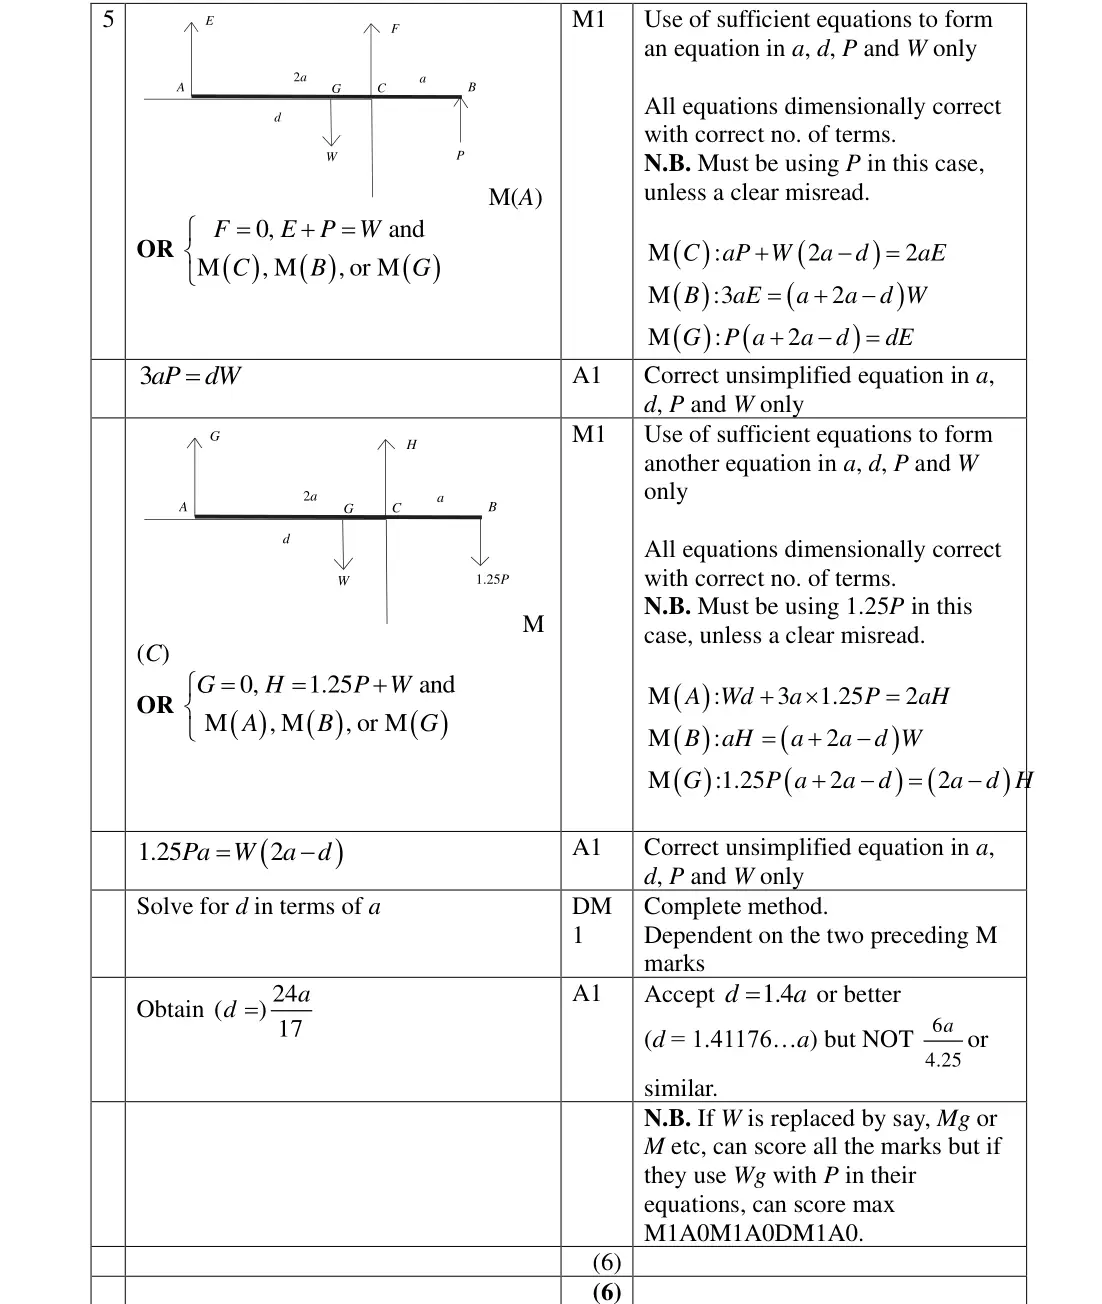 5
E
F
2a
a
A
G
C
B
d
W
P
M(A)
OR { F = 0, E + P = W and
M(C), M(B), or M(G)
M1
Use of sufficient equations to form
an equation in a, d, P and W only
All equations dimensionally correct
with correct no. of terms.
N.B. Must be using P in this case,
unless a clear misread.
M(C): aP + W(2a − d) = 2aE
M(B): 3aE = (a + 2a − d)W
M(G): P(a + 2a − d) = dE
3aP = dW
A1
Correct unsimplified equation in a,
d, P and W only
G
H
2a
a
A
G
C
B
d
W
1.25P
M
(C)
OR { G = 0, H = 1.25P + W and
M(A), M(B), or M(G)
M1
Use of sufficient equations to form
another equation in a, d, P and W
only
All equations dimensionally correct
with correct no. of terms.
N.B. Must be using 1.25P in this
case, unless a clear misread.
M(A): Wd + 3a × 1.25P = 2aH
M(B): aH = (a + 2a − d)W
M(G): 1.25P(a + 2a − d) = (2a − d)H
1.25Pa = W(2a − d)
A1
Correct unsimplified equation in a,
d, P and W only
Solve for d in terms of a
DM
1
Complete method.
Dependent on the two preceding M
marks
Obtain (d =) 24a/17
A1
Accept d = 1.4a or better
(d = 1.41176…a) but NOT 6a/4.25 or
similar.
N.B. If W is replaced by say, Mg or
M etc, can score all the marks but if
they use Wg with P in their
equations, can score max
M1A0M1A0DM1A0.
(6)
(6)